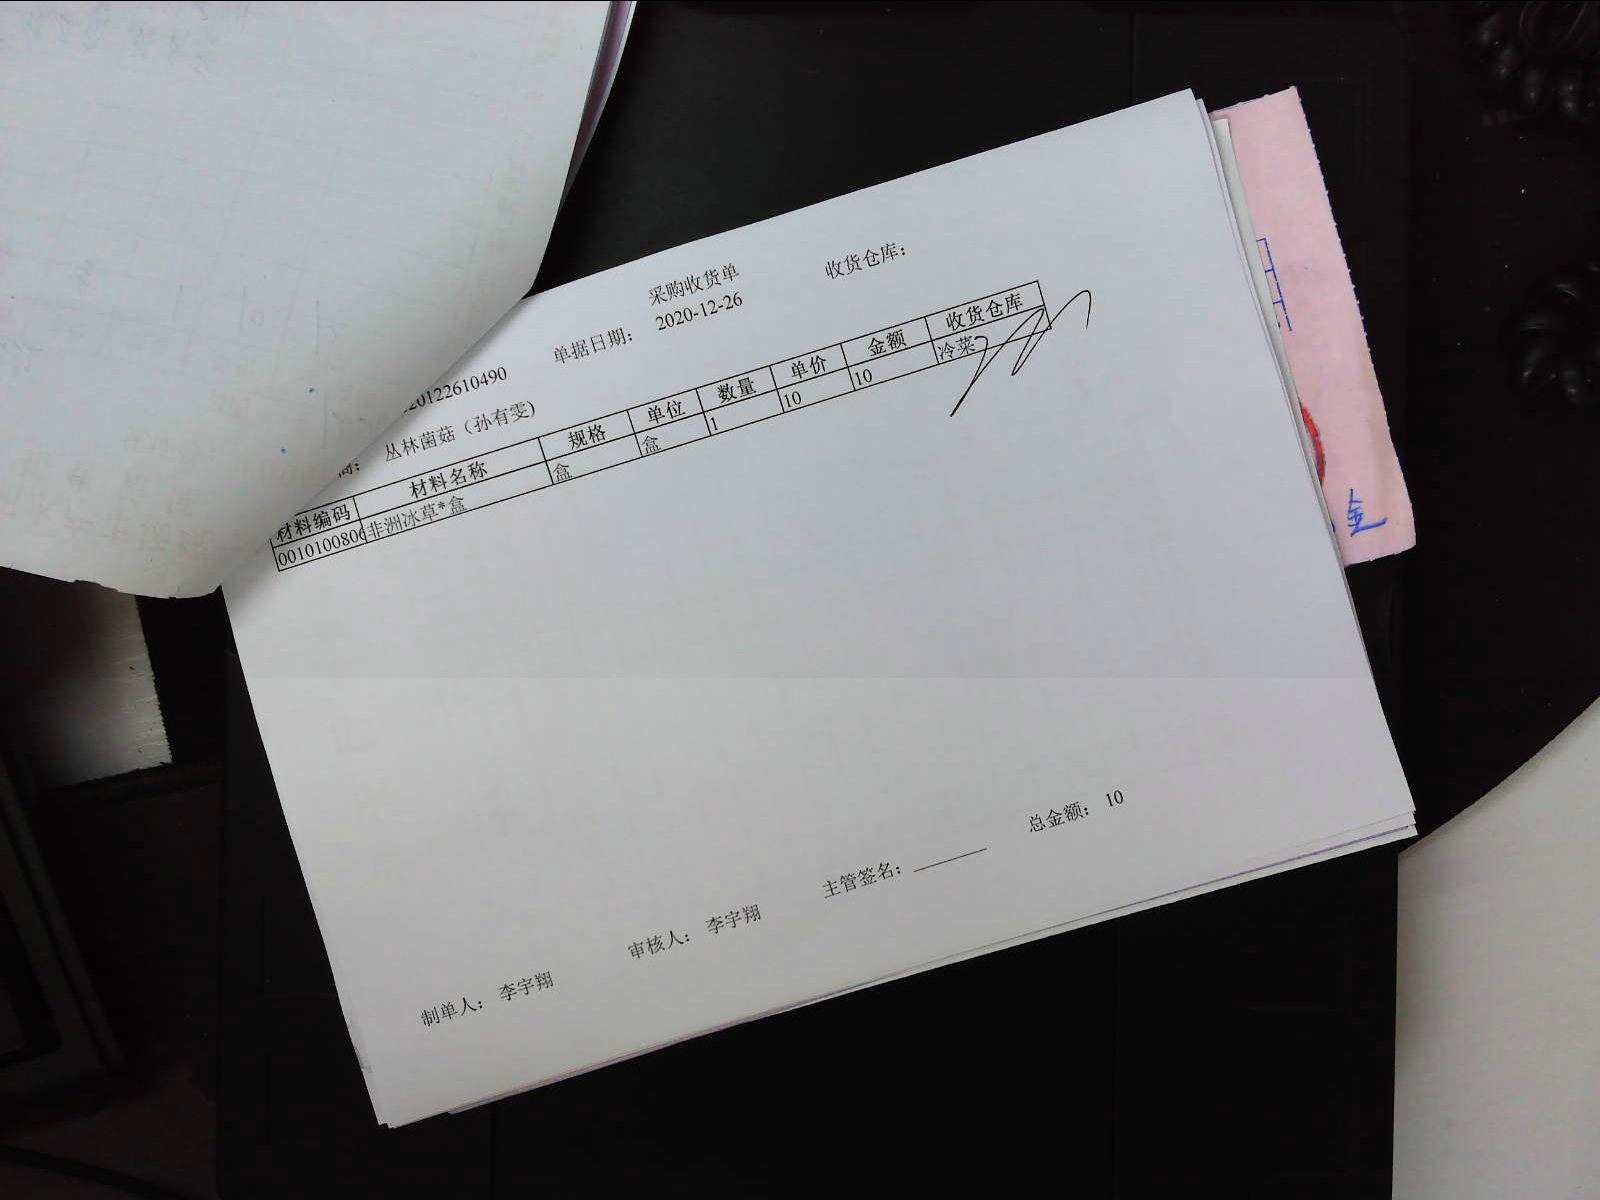 采购收货单
收货仓库：
20122610490 单据日期： 2020-12-26
商： 丛林菌菇（孙有雯)
材料编码 材料名称 规格 单位 数量 单价 金额 收货仓库
0010100806 非洲冰草*盒 盒 盒 1 10 10 冷菜
总金额： 10
制单人： 李宇翔 审核人： 李宇翔 主管签名：
金